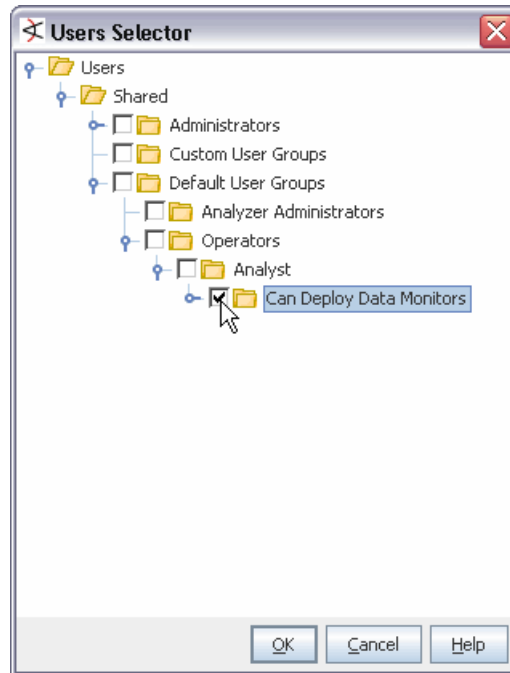 Users Selector
Users
Shared
Administrators
Custom User Groups
Default User Groups
Analyzer Administrators
Operators
Analyst
Can Deploy Data Monitors
OK Cancel Help